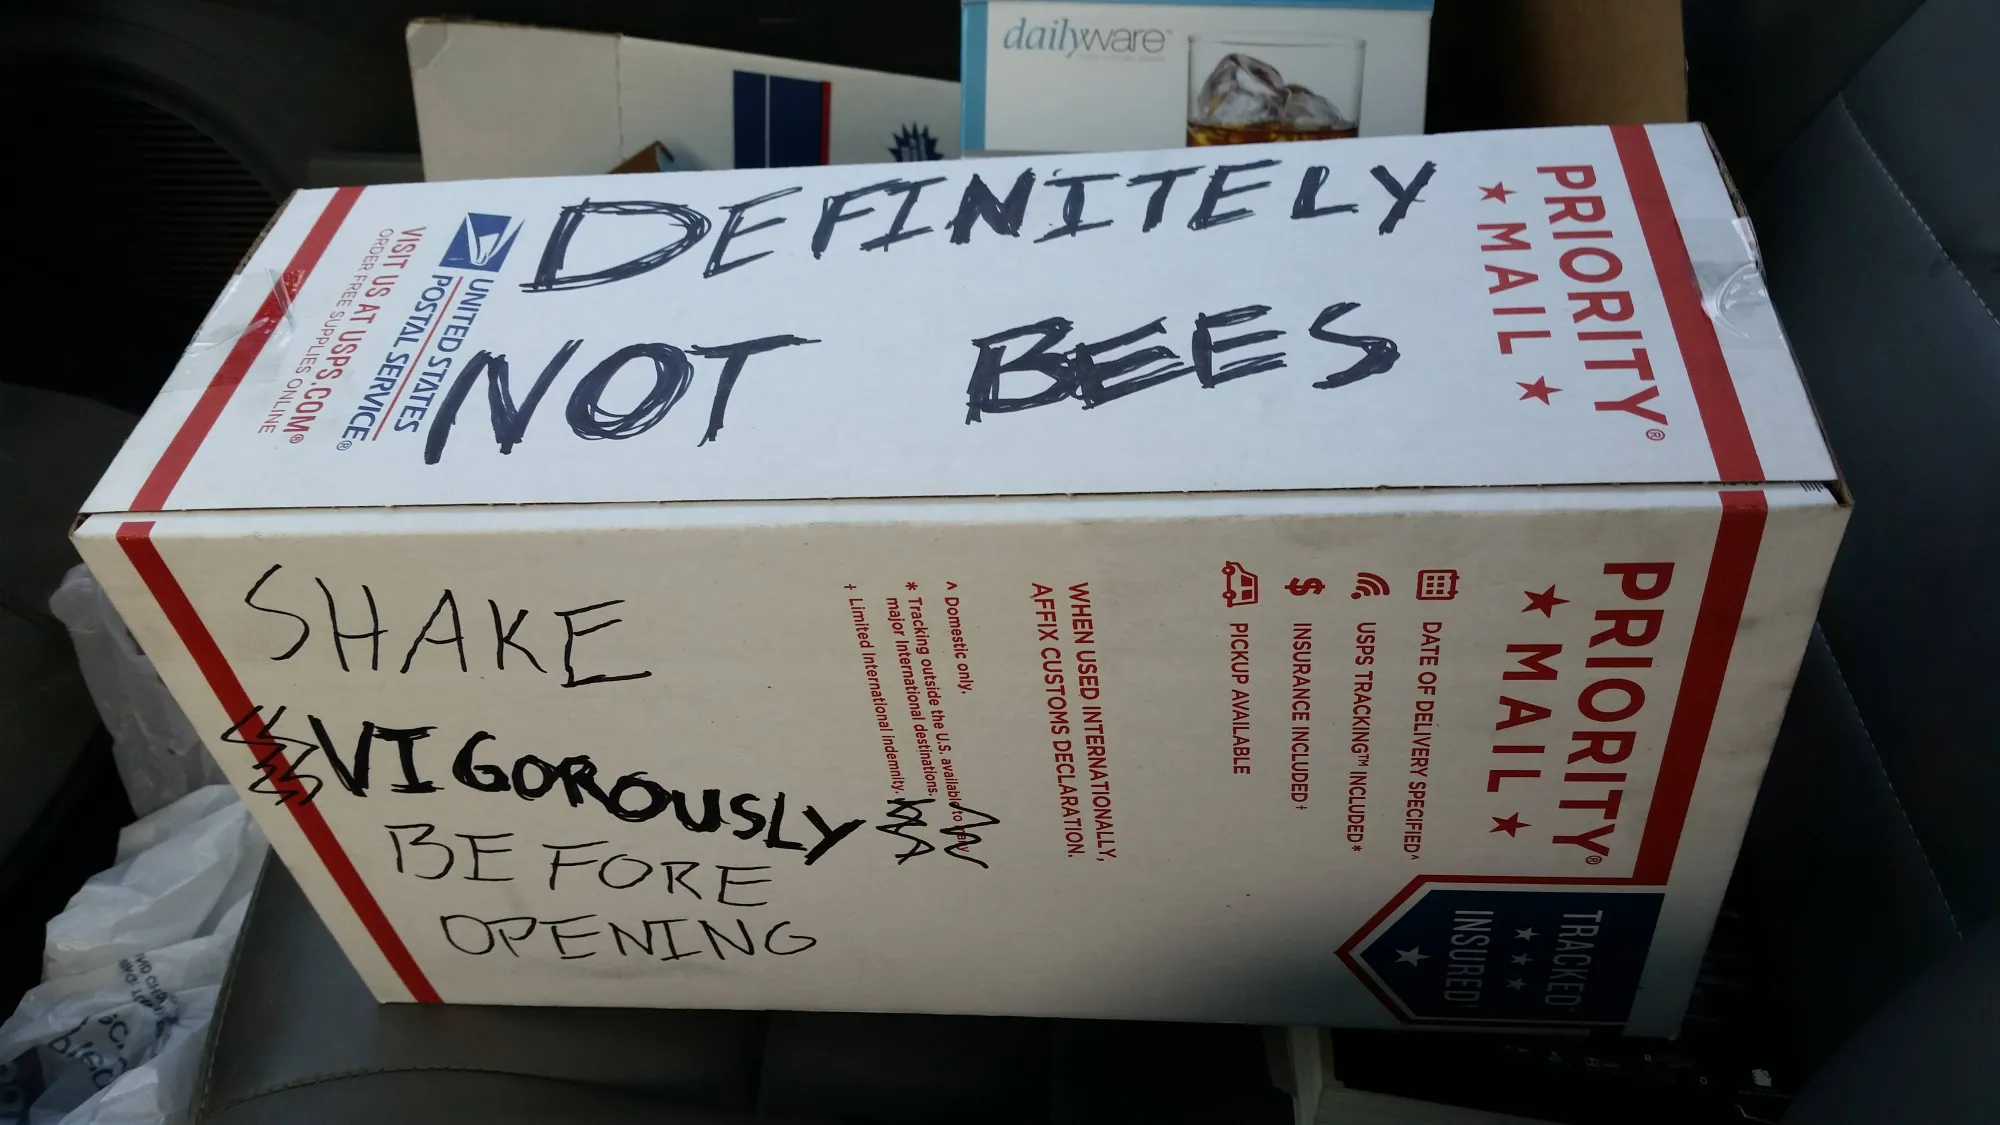 dailyware™
DEFINITELY
NOT BEES
UNITED STATES
POSTAL SERVICE®
VISIT US AT USPS.COM®
ORDER FREE SUPPLIES ONLINE
PRIORITY®
★ MAIL ★
SHAKE
VIGOROUSLY
BEFORE
OPENING
PRIORITY®
★ MAIL ★
DATE OF DELIVERY SPECIFIED^
USPS TRACKING™ INCLUDED*
INSURANCE INCLUDED†
PICKUP AVAILABLE
WHEN USED INTERNATIONALLY,
AFFIX CUSTOMS DECLARATION.
^ Domestic only.
* Tracking outside the U.S. available to
major international destinations.
† Limited international indemnity.
TRACKED
★★★
INSURED
★